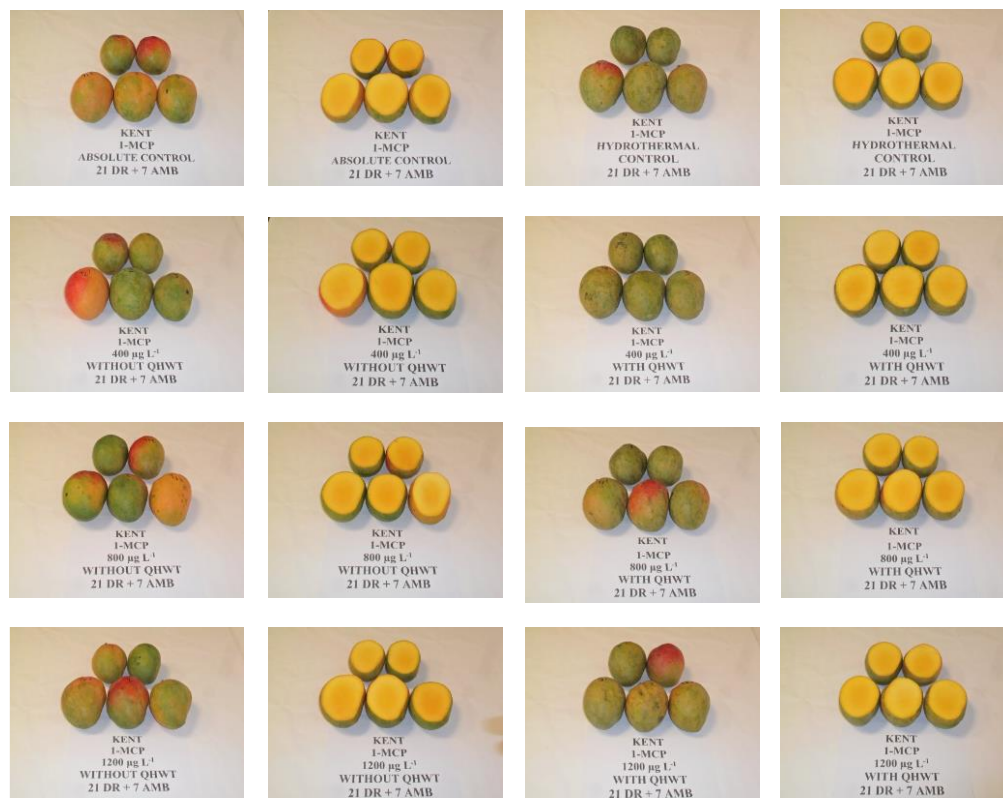 KENT
1-MCP
ABSOLUTE CONTROL
21 DR + 7 AMB
KENT
1-MCP
ABSOLUTE CONTROL
21 DR + 7 AMB
KENT
1-MCP
HYDROTHERMAL
CONTROL
21 DR + 7 AMB
KENT
1-MCP
HYDROTHERMAL
CONTROL
21 DR + 7 AMB
KENT
1-MCP
400 µg L⁻¹
WITHOUT QHWT
21 DR + 7 AMB
KENT
1-MCP
400 µg L⁻¹
WITHOUT QHWT
21 DR + 7 AMB
KENT
1-MCP
400 µg L⁻¹
WITH QHWT
21 DR + 7 AMB
KENT
1-MCP
400 µg L⁻¹
WITH QHWT
21 DR + 7 AMB
KENT
1-MCP
800 µg L⁻¹
WITHOUT QHWT
21 DR + 7 AMB
KENT
1-MCP
800 µg L⁻¹
WITHOUT QHWT
21 DR + 7 AMB
KENT
1-MCP
800 µg L⁻¹
WITH QHWT
21 DR + 7 AMB
KENT
1-MCP
800 µg L⁻¹
WITH QHWT
21 DR + 7 AMB
KENT
1-MCP
1200 µg L⁻¹
WITHOUT QHWT
21 DR + 7 AMB
KENT
1-MCP
1200 µg L⁻¹
WITHOUT QHWT
21 DR + 7 AMB
KENT
1-MCP
1200 µg L⁻¹
WITH QHWT
21 DR + 7 AMB
KENT
1-MCP
1200 µg L⁻¹
WITH QHWT
21 DR + 7 AMB